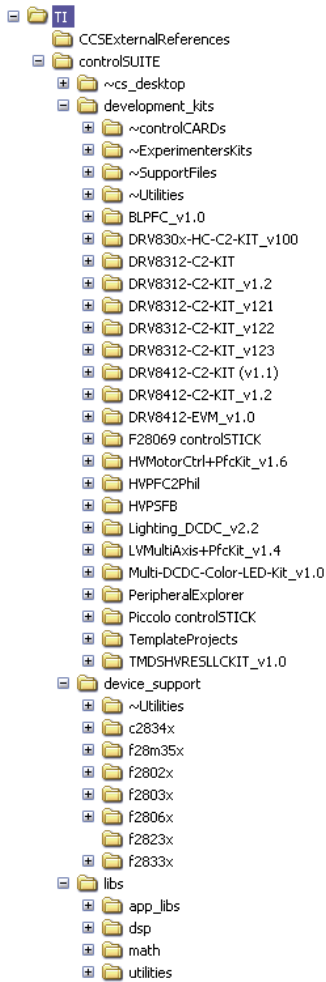 TI
CCSExternalReferences
controlSUITE
~cs_desktop
development_kits
~controlCARDs
~ExperimentersKits
~SupportFiles
~Utilities
BLPFC_v1.0
DRV830x-HC-C2-KIT_v100
DRV8312-C2-KIT
DRV8312-C2-KIT_v1.2
DRV8312-C2-KIT_v121
DRV8312-C2-KIT_v122
DRV8312-C2-KIT_v123
DRV8412-C2-KIT (v1.1)
DRV8412-C2-KIT_v1.2
DRV8412-EVM_v1.0
F28069 controlSTICK
HVMotorCtrl+PfcKit_v1.6
HVPFC2Phil
HVPSFB
Lighting_DCDC_v2.2
LVMultiAxis+PfcKit_v1.4
Multi-DCDC-Color-LED-Kit_v1.0
PeripheralExplorer
Piccolo controlSTICK
TemplateProjects
TMDSHVRESLLCKIT_v1.0
device_support
~Utilities
c2834x
f28m35x
f2802x
f2803x
f2806x
f2823x
f2833x
libs
app_libs
dsp
math
utilities